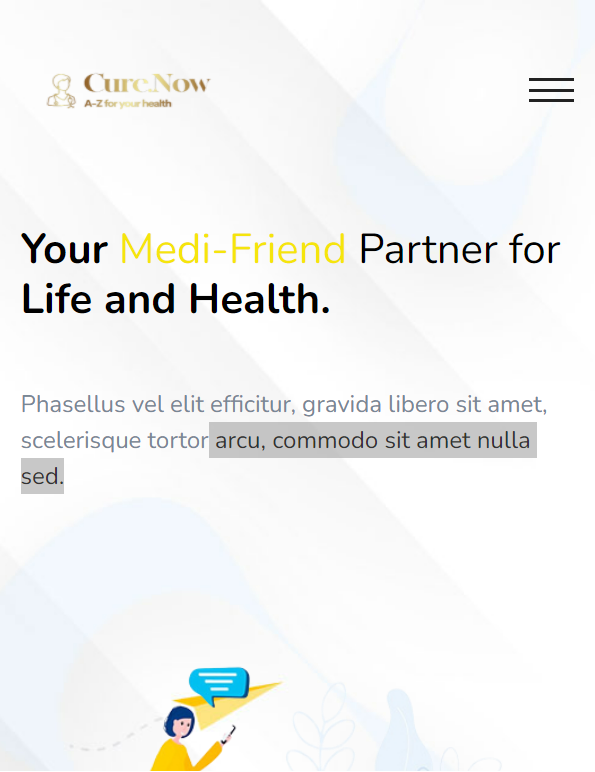 Cure.Now
A-Z for your health
Your Medi-Friend Partner for
Life and Health.
Phasellus vel elit efficitur, gravida libero sit amet,
scelerisque tortor arcu, commodo sit amet nulla
sed.